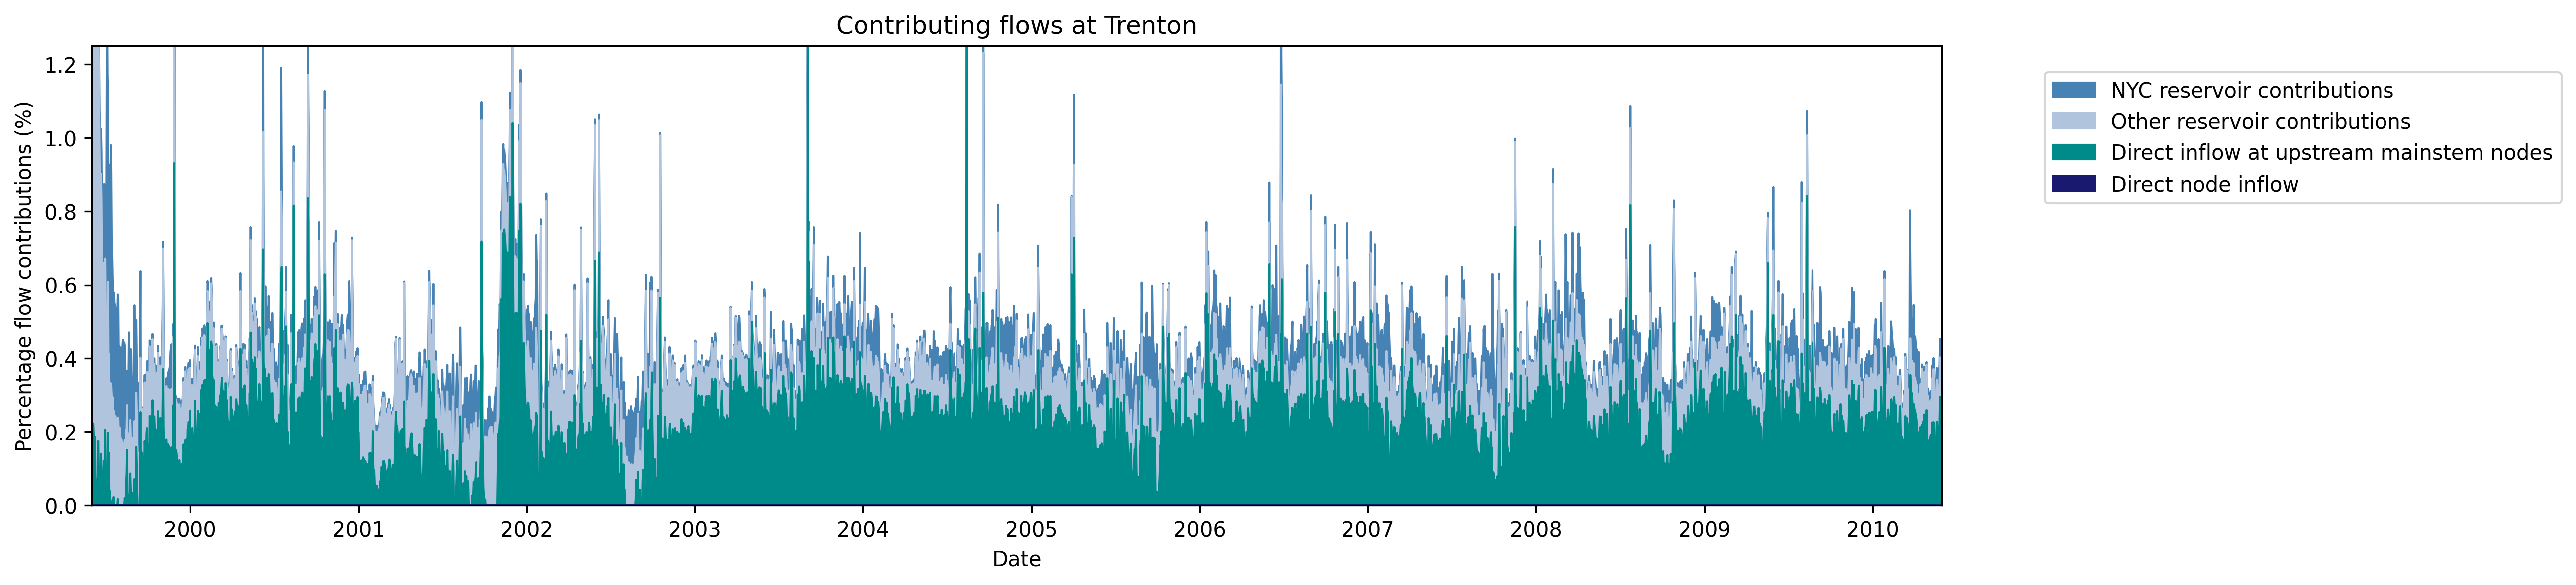 Contributing flows at Trenton
Percentage flow contributions (%)
1.2
1.0
0.8
0.6
0.4
0.2
0.0
2000 2001 2002 2003 2004 2005 2006 2007 2008 2009 2010
Date
NYC reservoir contributions
Other reservoir contributions
Direct inflow at upstream mainstem nodes
Direct node inflow